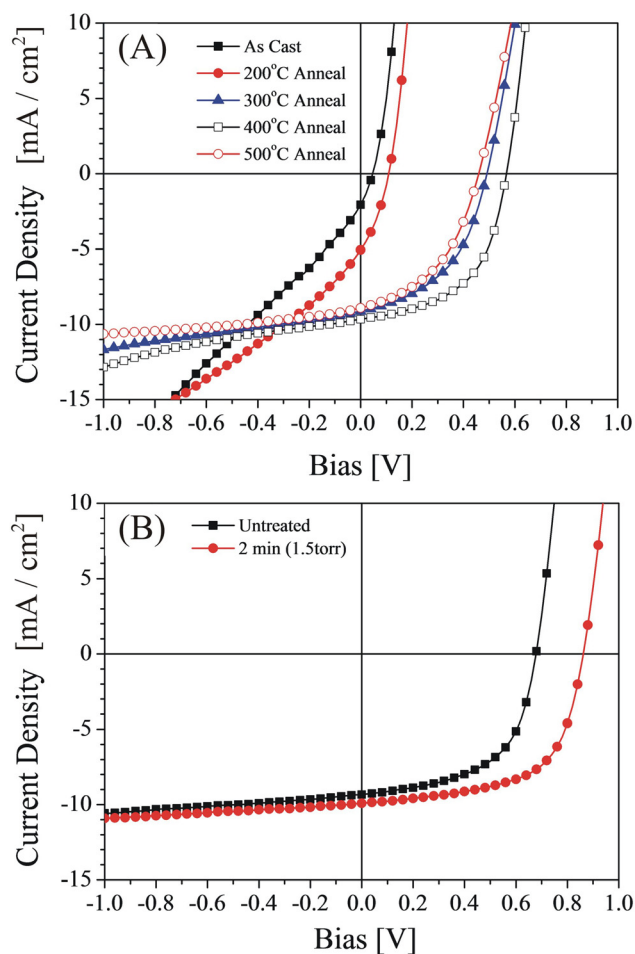 (A)
As Cast
200°C Anneal
300°C Anneal
400°C Anneal
500°C Anneal
10
5
0
-5
-10
-15
Current Density [mA / cm²]
-1.0 -0.8 -0.6 -0.4 -0.2 0.0 0.2 0.4 0.6 0.8 1.0
Bias [V]
(B)
Untreated
2 min (1.5torr)
10
5
0
-5
-10
-15
Current Density [mA / cm²]
-1.0 -0.8 -0.6 -0.4 -0.2 0.0 0.2 0.4 0.6 0.8 1.0
Bias [V]